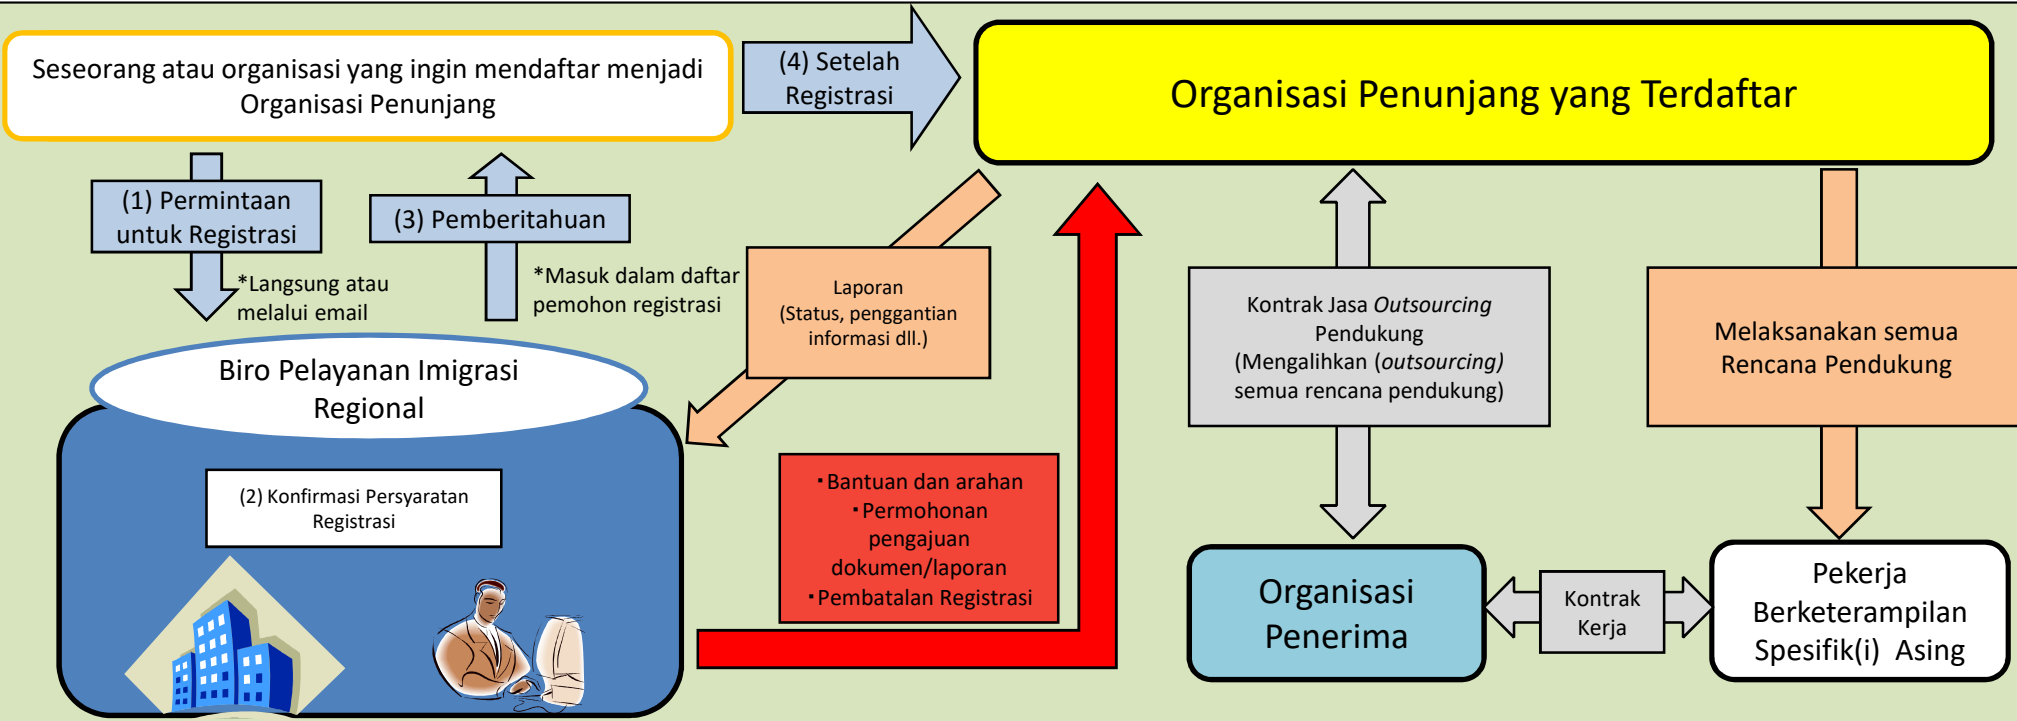 Seseorang atau organisasi yang ingin mendaftar menjadi
Organisasi Penunjang
(4) Setelah
Registrasi
Organisasi Penunjang yang Terdaftar
(1) Permintaan
untuk Registrasi
*Langsung atau
melalui email
(3) Pemberitahuan
*Masuk dalam daftar
pemohon registrasi
Laporan
(Status, penggantian
informasi dll.)
Kontrak Jasa Outsourcing
Pendukung
(Mengalihkan (outsourcing)
semua rencana pendukung)
Melaksanakan semua
Rencana Pendukung
Biro Pelayanan Imigrasi
Regional
(2) Konfirmasi Persyaratan
Registrasi
・Bantuan dan arahan
・Permohonan
pengajuan
dokumen/laporan
・Pembatalan Registrasi
Organisasi
Penerima
Kontrak
Kerja
Pekerja
Berketerampilan
Spesifik(i) Asing